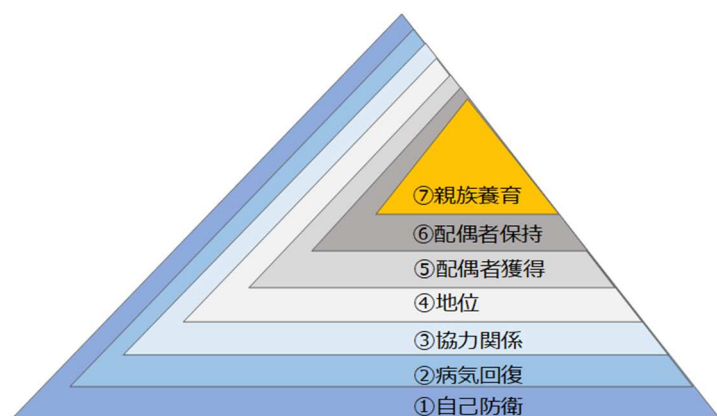 ⑦親族養育
⑥配偶者保持
⑤配偶者獲得
④地位
③協力関係
②病気回復
①自己防衛